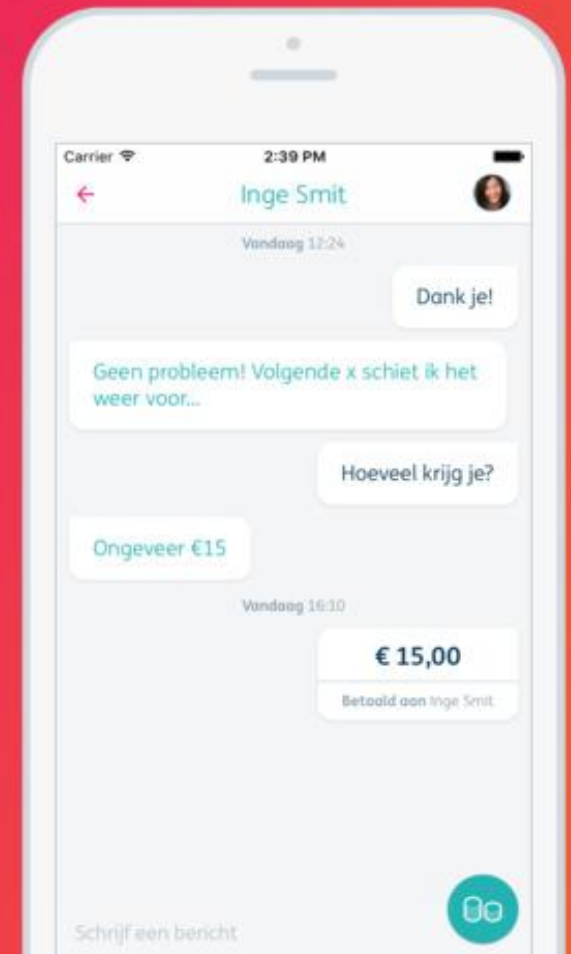 Carrier 2:39 PM
Inge Smit
Vandaag 12:24
Dank je!
Geen probleem! Volgende x schiet ik het
weer voor...
Hoeveel krijg je?
Ongeveer €15
Vandaag 16:10
€ 15,00
Betaald aan Inge Smit
Schrijf een bericht